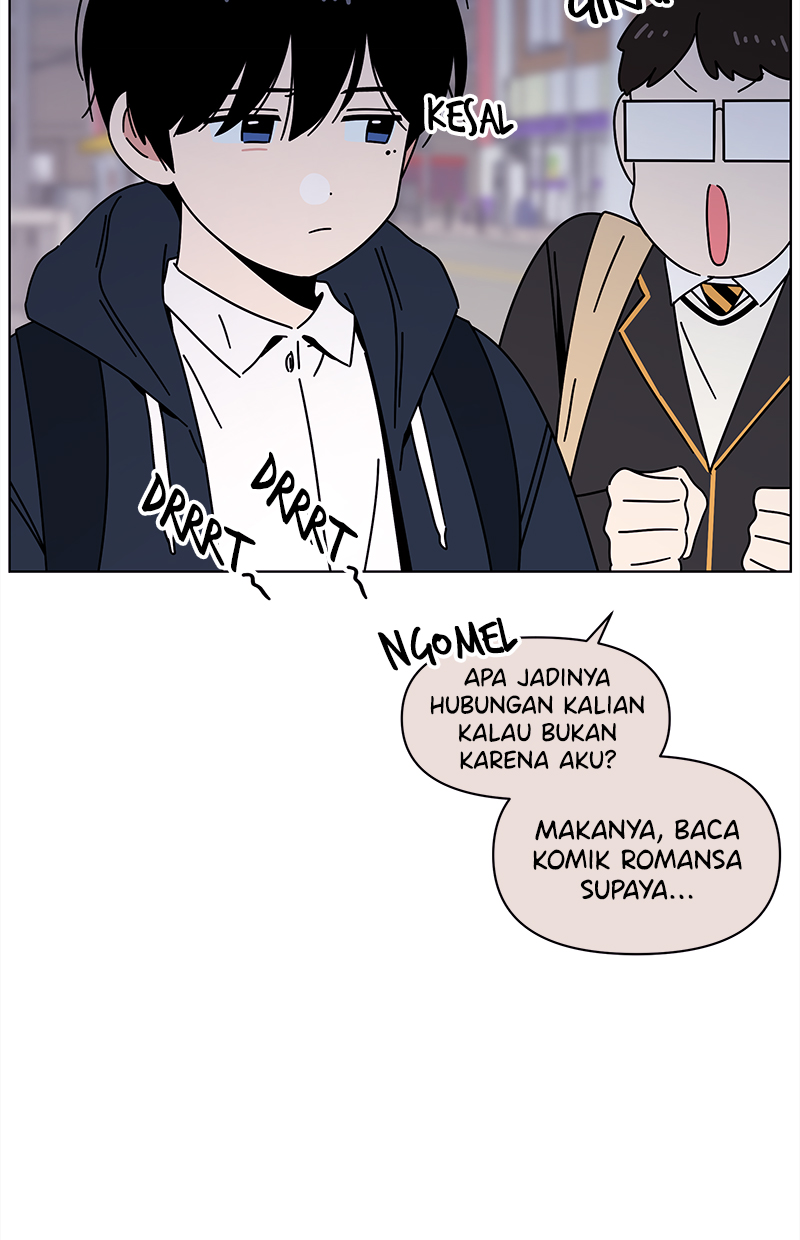 KESAL
DRRRT
DRRRT
NGOMEL
APA JADINYA
HUBUNGAN KALIAN
KALAU BUKAN
KARENA AKU?
MAKANYA, BACA
KOMIK ROMANSA
SUPAYA...